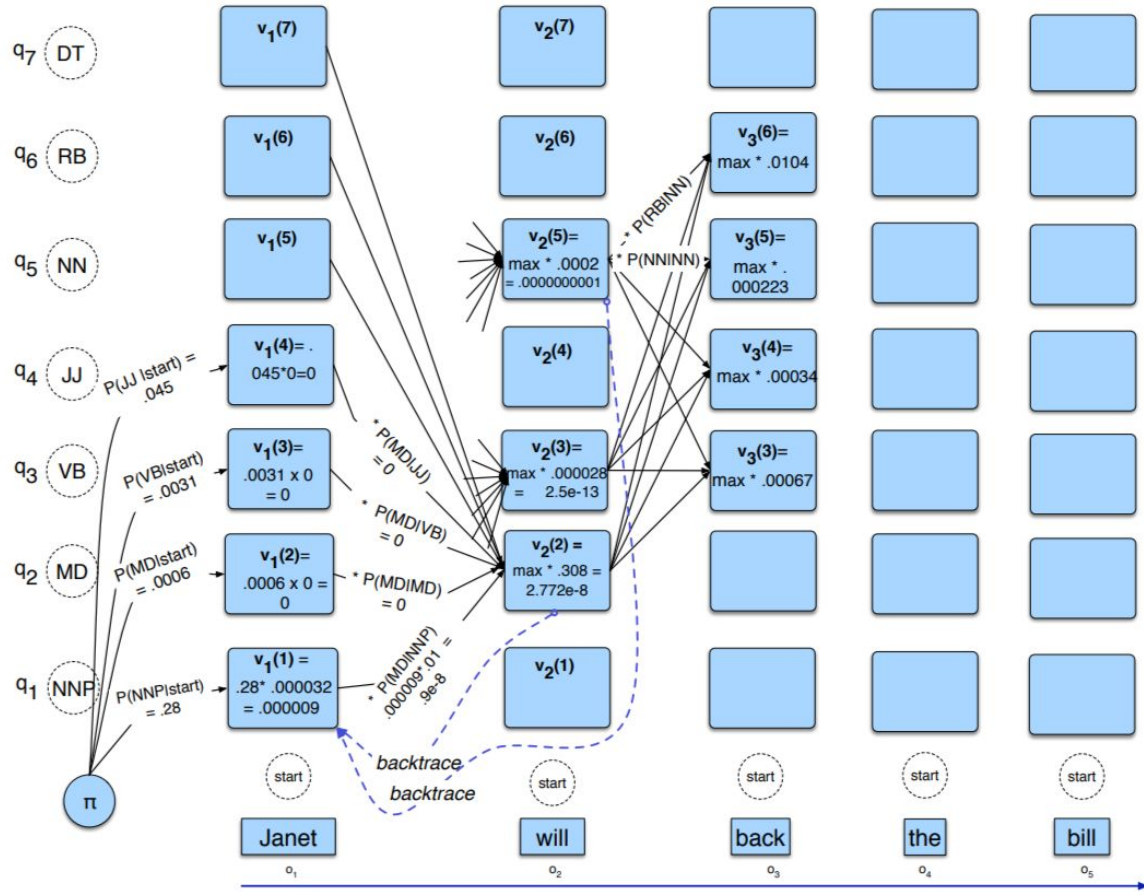 q7 DT
v1(7)
v2(7)
q6 RB
v1(6)
v2(6)
v3(6)=
max * .0104
* P(RB|NN)
q5 NN
v1(5)
v2(5)=
max * .0002
= .0000000001
* P(NN|NN)
v3(5)=
max * .
000223
q4 JJ
P(JJ |start) =
.045
v1(4)= .
045*0=0
* P(MD|JJ)
= 0
v2(4)
v3(4)=
max * .00034
q3 VB
P(VB|start)
= .0031
v1(3)=
.0031 x 0
= 0
* P(MD|VB)
= 0
v2(3)=
max * .000028
= 2.5e-13
v3(3)=
max * .00067
q2 MD
P(MD|start)
= .0006
v1(2)=
.0006 x 0 =
0
* P(MD|MD)
= 0
v2(2) =
max * .308 =
2.772e-8
q1 NNP
P(NNP|start)
= .28
v1(1) =
.28* .000032
= .000009
* P(MD|NNP)
.000009*.01 =
.9e-8
v2(1)
backtrace
backtrace
π
start
start
start
start
start
Janet
will
back
the
bill
o1
o2
o3
o4
o5